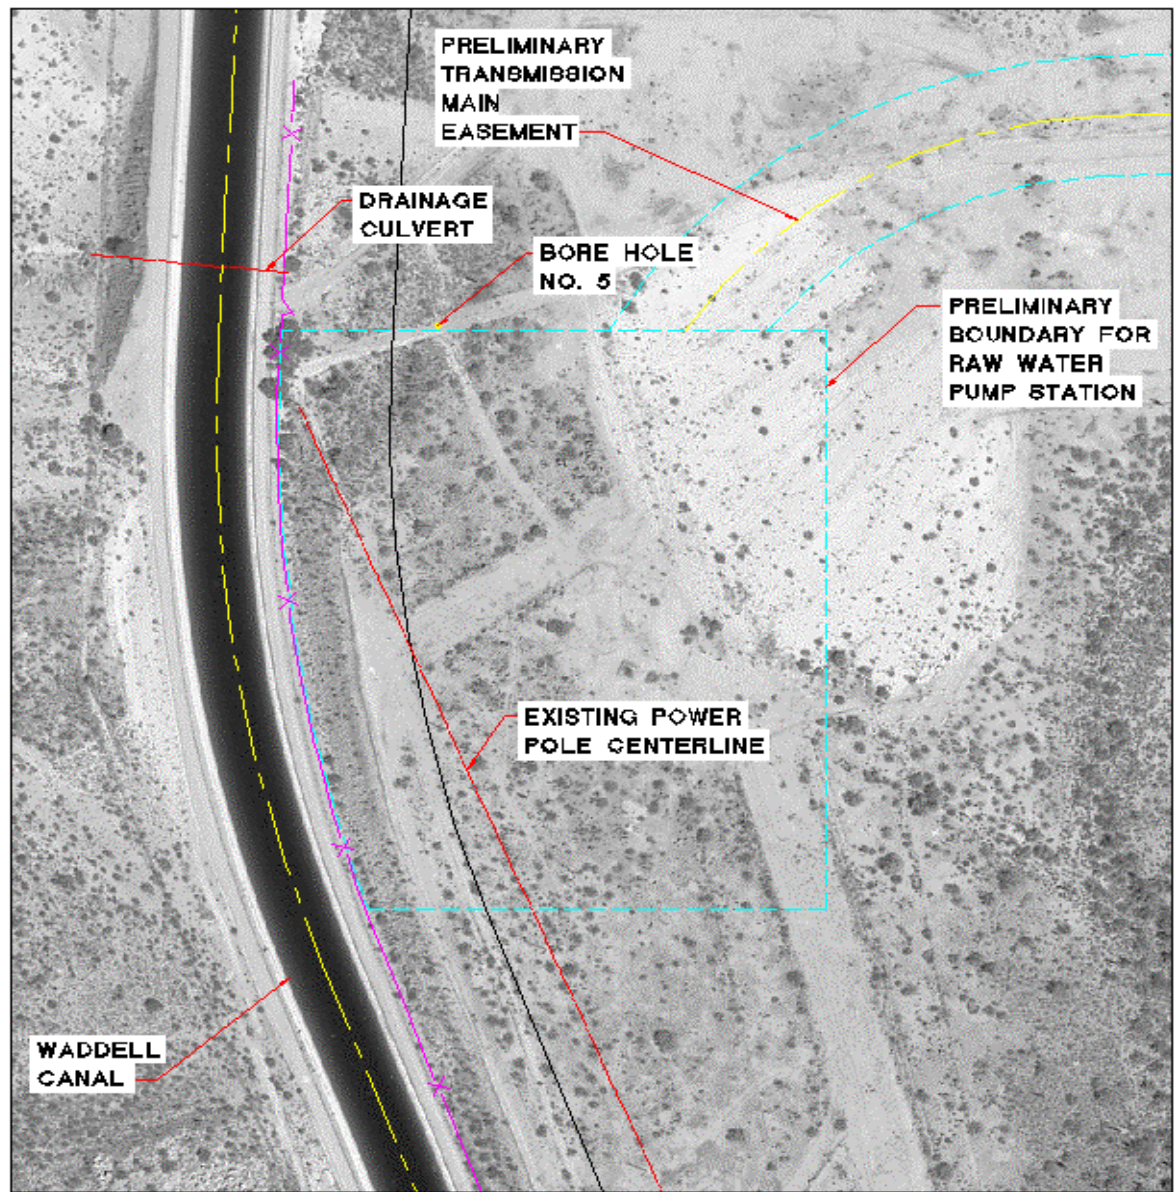 PRELIMINARY
TRANSMISSION
MAIN
EASEMENT
DRAINAGE
CULVERT
BORE HOLE
NO. 5
PRELIMINARY
BOUNDARY FOR
RAW WATER
PUMP STATION
EXISTING POWER
POLE CENTERLINE
WADDELL
CANAL